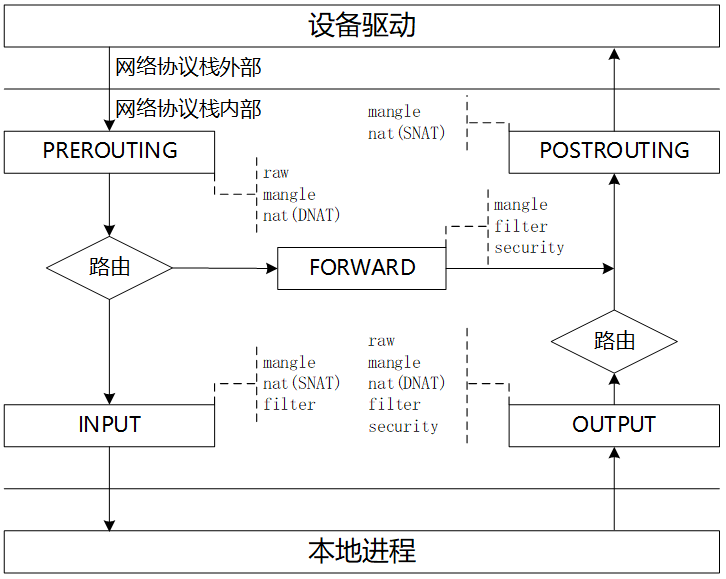 设备驱动
网络协议栈外部
网络协议栈内部
mangle
nat(SNAT)
PREROUTING
POSTROUTING
raw
mangle
nat(DNAT)
mangle
filter
security
路由
FORWARD
路由
mangle
nat(SNAT)
filter
raw
mangle
nat(DNAT)
filter
security
INPUT
OUTPUT
本地进程